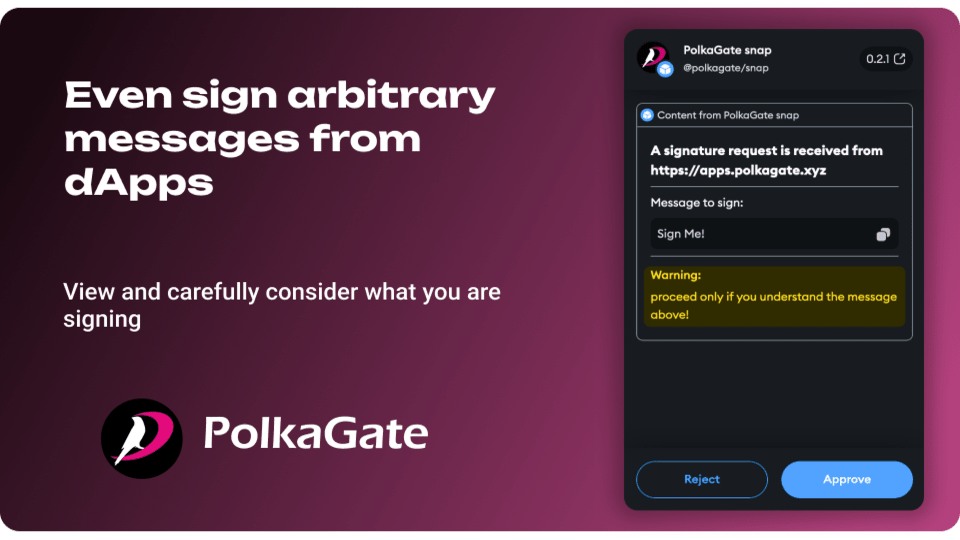 Even sign arbitrary
messages from
dApps
View and carefully consider what you are
signing
PolkaGate
PolkaGate snap
@polkagate/snap
0.2.1
Content from PolkaGate snap
A signature request is received from
https://apps.polkagate.xyz
Message to sign:
Sign Me!
Warning:
proceed only if you understand the message
above!
Reject
Approve